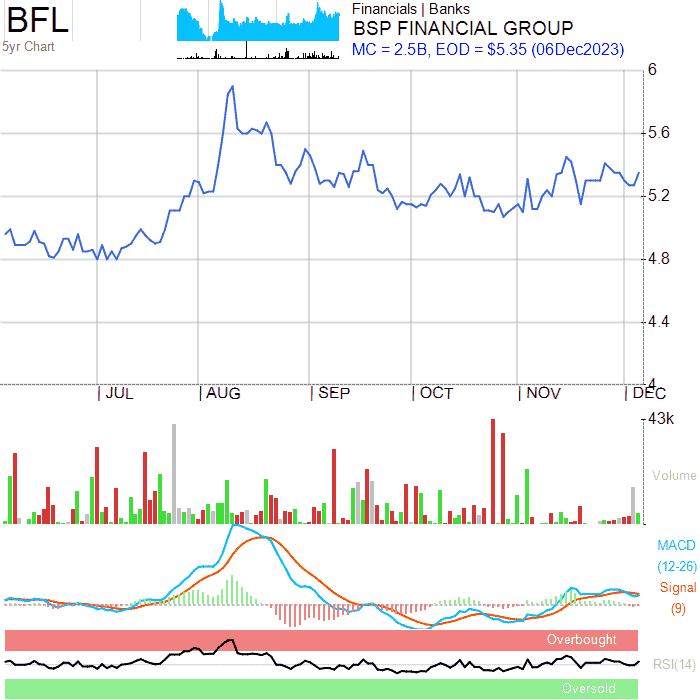 BFL
5yr Chart
Financials | Banks
BSP FINANCIAL GROUP
MC = 2.5B, EOD = $5.35 (06Dec2023)
6
5.6
5.2
4.8
4.4
4
JUL AUG SEP OCT NOV DEC
43k
Volume
MACD
(12-26)
Signal
(9)
Overbought
RSI(14)
Oversold